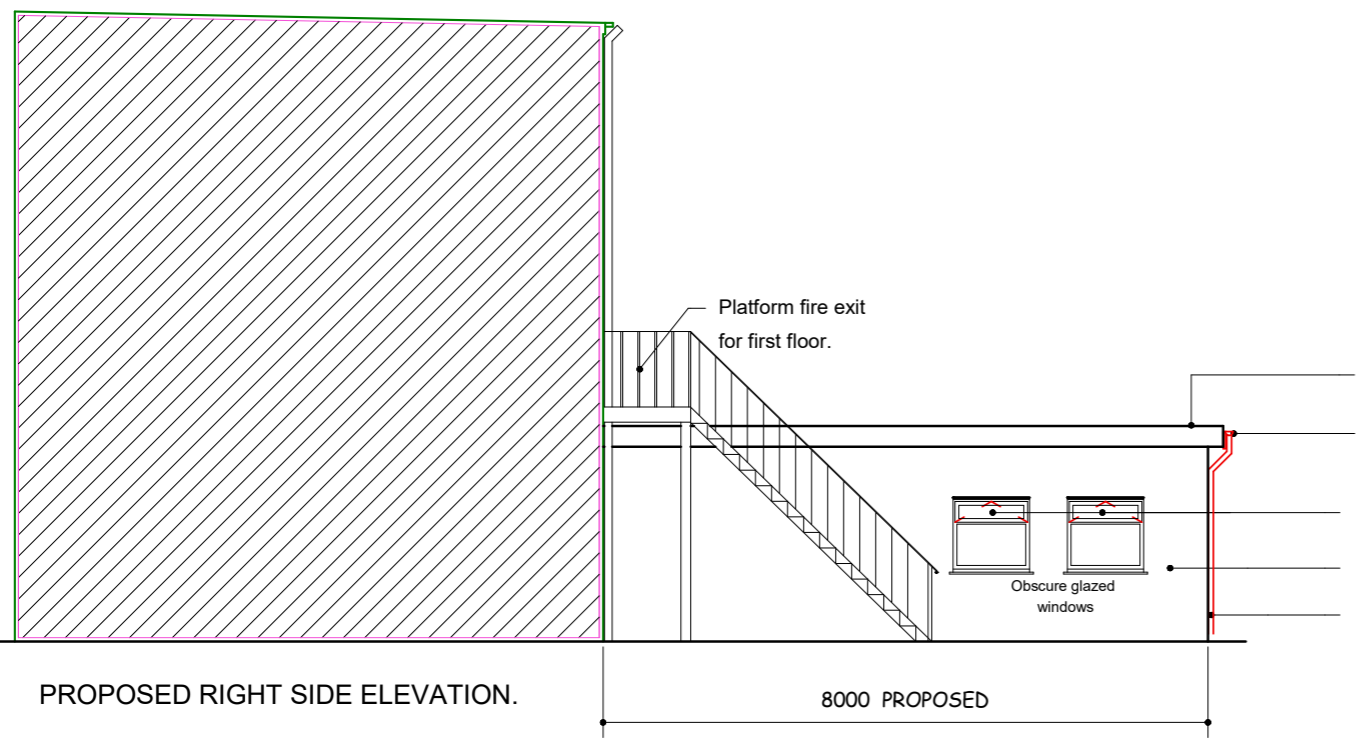 Platform fire exit
for first floor.
Obscure glazed
windows
PROPOSED RIGHT SIDE ELEVATION.
8000 PROPOSED